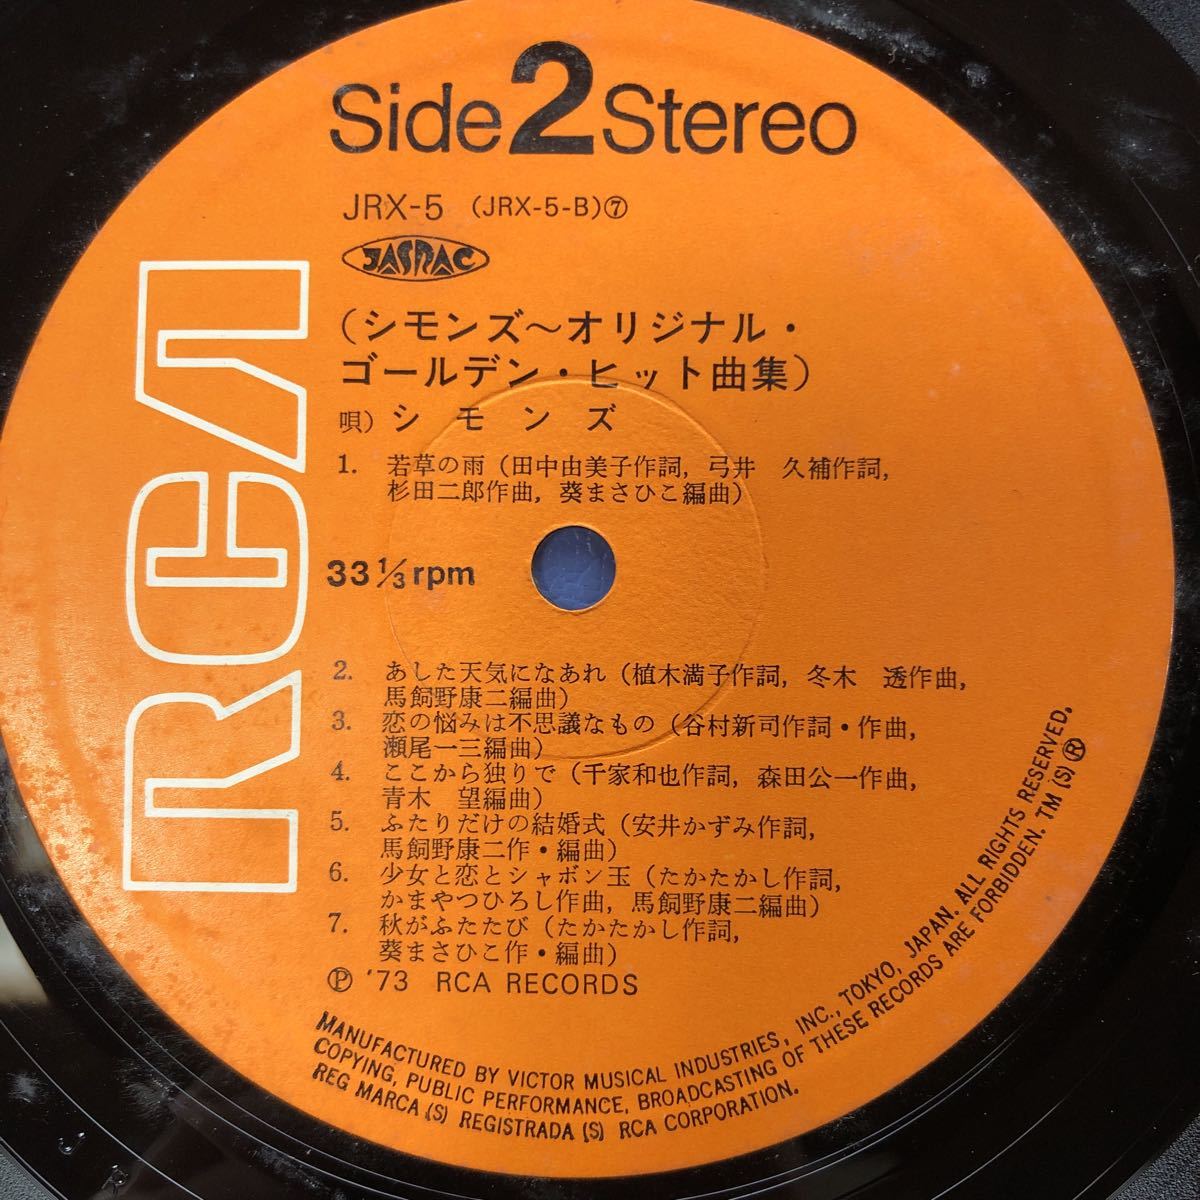 Side 2 Stereo
JRX-5 (JRX-5-B)⑦
JASRAC
(シモンズ～オリジナル・
ゴールデン・ヒット曲集)
唄)シモンズ
1. 若草の雨(田中由美子作詞, 弓井 久補作詞,
杉田二郎作曲, 葵まさひこ編曲)
33 1/3 rpm
2. あした天気になあれ(植木満子作詞, 冬木 透作曲,
馬飼野康二編曲)
3. 恋の悩みは不思議なもの(谷村新司作詞・作曲,
瀬尾一三編曲)
4. ここから独りで(千家和也作詞, 森田公一作曲,
青木 望編曲)
5. ふたりだけの結婚式(安井かずみ作詞,
馬飼野康二作・編曲)
6. 少女と恋とシャボン玉(たかたかし作詞,
かまやつひろし作曲, 馬飼野康二編曲)
7. 秋がふたたび(たかたかし作詞,
葵まさひこ作・編曲)
Ⓟ '73 RCA RECORDS
MANUFACTURED BY VICTOR MUSICAL INDUSTRIES, INC., TOKYO, JAPAN. ALL RIGHTS RESERVED.
COPYING, PUBLIC PERFORMANCE, BROADCASTING OF THESE RECORDS ARE FORBIDDEN. TM (S) ®
REG MARCA (S) REGISTRADA (S) RCA CORPORATION.
RCA